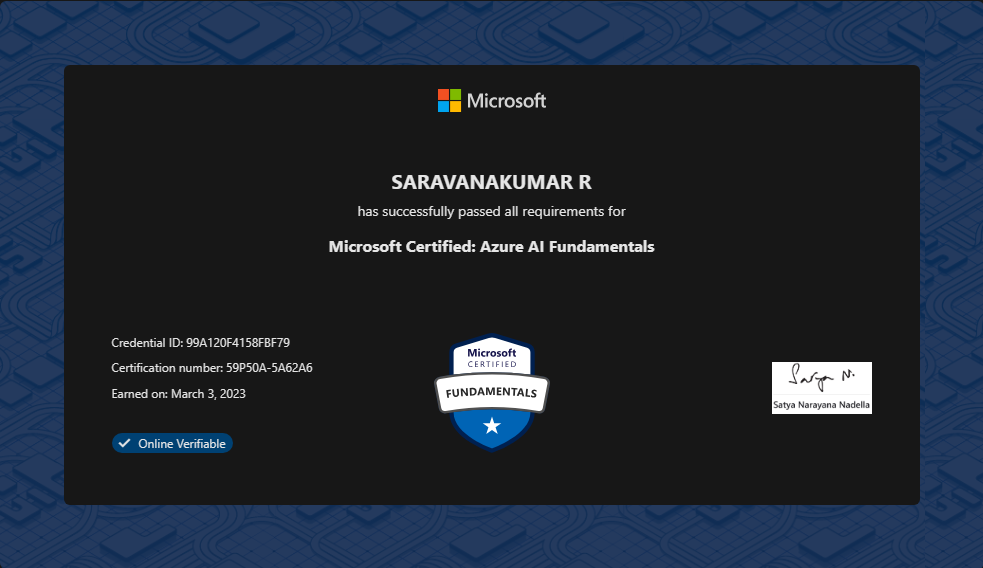 Microsoft
SARAVANAKUMAR R
has successfully passed all requirements for
Microsoft Certified: Azure AI Fundamentals
Credential ID: 99A120F4158FBF79
Certification number: 59P50A-5A62A6
Earned on: March 3, 2023
Online Verifiable
Microsoft
CERTIFIED
FUNDAMENTALS
Satya N.
Satya Narayana Nadella